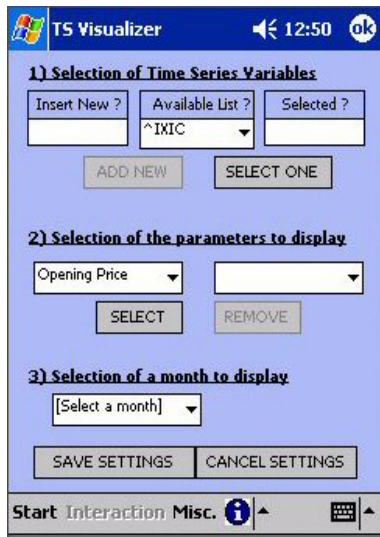 TS Visualizer 12:50 ok
1) Selection of Time Series Variables
Insert New ? Available List ? Selected ?
^IXIC
ADD NEW SELECT ONE
2) Selection of the parameters to display
Opening Price
SELECT REMOVE
3) Selection of a month to display
[Select a month]
SAVE SETTINGS CANCEL SETTINGS
Start Interaction Misc. i